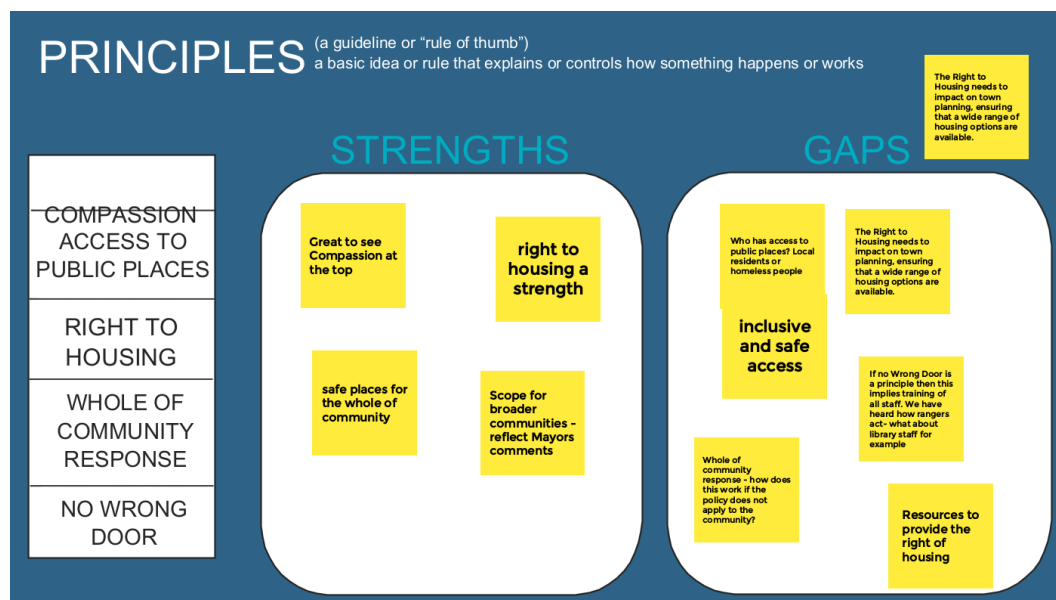 PRINCIPLES
(a guideline or “rule of thumb”)
a basic idea or rule that explains or controls how something happens or works
The Right to
Housing needs to
impact on town
planning, ensuring
that a wide range of
housing options are
available.
STRENGTHS
GAPS
COMPASSION
ACCESS TO
PUBLIC PLACES
RIGHT TO
HOUSING
WHOLE OF
COMMUNITY
RESPONSE
NO WRONG
DOOR
Great to see
Compassion at
the top
right to
housing a
strength
safe places for
the whole of
community
Scope for
broader
communities -
reflect Mayors
comments
Who has access to
public places? Local
residents or
homeless people
The Right to
Housing needs to
impact on town
planning, ensuring
that a wide range of
housing options are
available.
inclusive
and safe
access
If no Wrong Door is
a principle then this
implies training of
all staff. We have
heard how rangers
act- what about
library staff for
example
Whole of
community
response - how does
this work if the
policy does not
apply to the
community?
Resources to
provide the
right of
housing